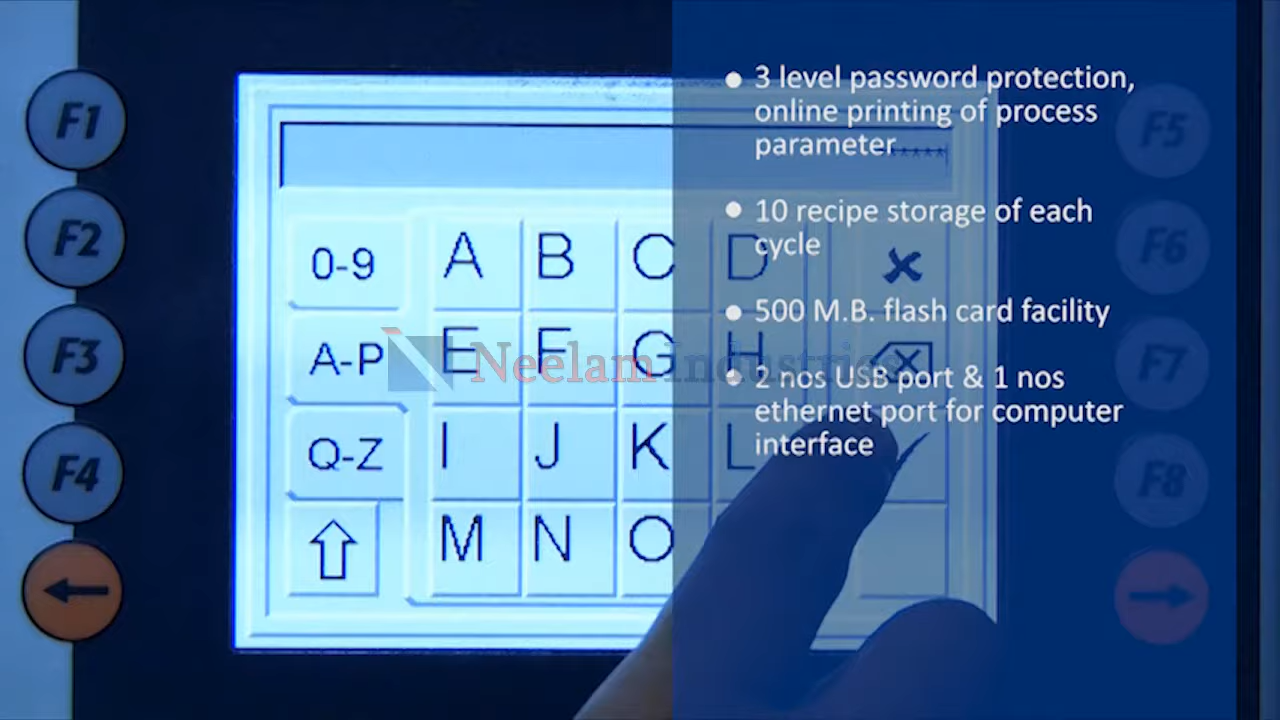 F1
F2
F3
F4
0-9
A B C D
A-P
E F G H
Q-Z
I J K L
M N O
Neelam Industries
*****
F5
F6
F7
F8
● 3 level password protection,
online printing of process
parameter
● 10 recipe storage of each
cycle
● 500 M.B. flash card facility
● 2 nos USB port & 1 nos
ethernet port for computer
interface